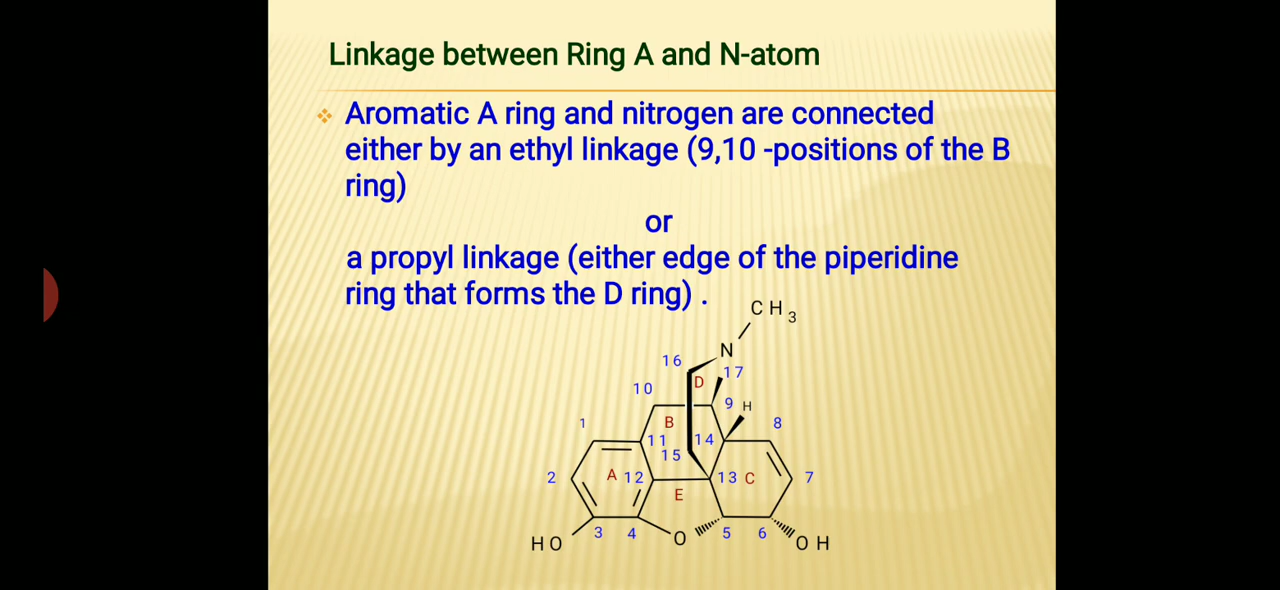 Linkage between Ring A and N-atom
❖ Aromatic A ring and nitrogen are connected
either by an ethyl linkage (9,10 -positions of the B
ring)
or
a propyl linkage (either edge of the piperidine
ring that forms the D ring) .
CH3
N
16
17
D
10
9 H
1
B
8
11
14
15
2
A 12
13 C
7
E
3 4
5 6
HO
O
OH